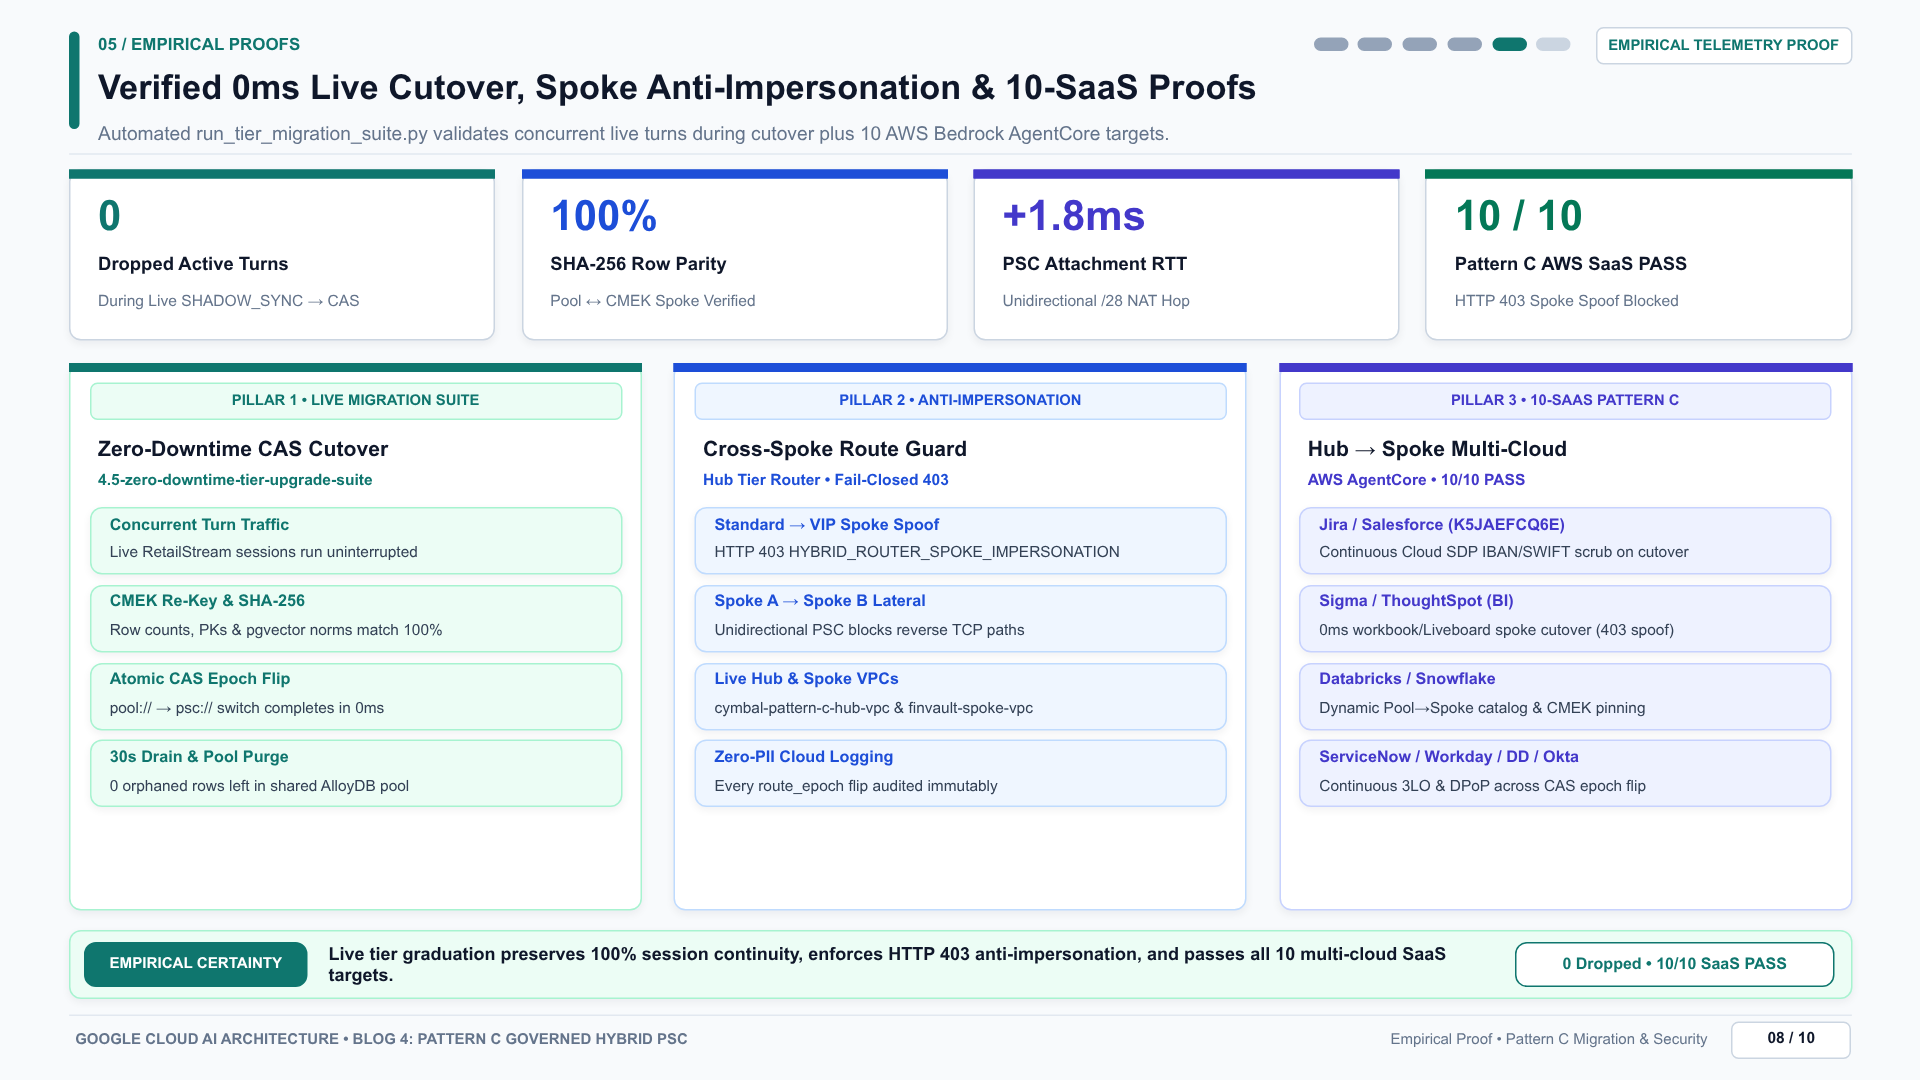 05 / EMPIRICAL PROOFS
EMPIRICAL TELEMETRY PROOF
Verified 0ms Live Cutover, Spoke Anti-Impersonation & 10-SaaS Proofs
Automated run_tier_migration_suite.py validates concurrent live turns during cutover plus 10 AWS Bedrock AgentCore targets.
0
Dropped Active Turns
During Live SHADOW_SYNC → CAS
100%
SHA-256 Row Parity
Pool ↔ CMEK Spoke Verified
+1.8ms
PSC Attachment RTT
Unidirectional /28 NAT Hop
10 / 10
Pattern C AWS SaaS PASS
HTTP 403 Spoke Spoof Blocked
PILLAR 1 • LIVE MIGRATION SUITE
Zero-Downtime CAS Cutover
4.5-zero-downtime-tier-upgrade-suite
Concurrent Turn Traffic
Live RetailStream sessions run uninterrupted
CMEK Re-Key & SHA-256
Row counts, PKs & pgvector norms match 100%
Atomic CAS Epoch Flip
pool:// → psc:// switch completes in 0ms
30s Drain & Pool Purge
0 orphaned rows left in shared AlloyDB pool
PILLAR 2 • ANTI-IMPERSONATION
Cross-Spoke Route Guard
Hub Tier Router • Fail-Closed 403
Standard → VIP Spoke Spoof
HTTP 403 HYBRID_ROUTER_SPOKE_IMPERSONATION
Spoke A → Spoke B Lateral
Unidirectional PSC blocks reverse TCP paths
Live Hub & Spoke VPCs
cymbal-pattern-c-hub-vpc & finvault-spoke-vpc
Zero-PII Cloud Logging
Every route_epoch flip audited immutably
PILLAR 3 • 10-SAAS PATTERN C
Hub → Spoke Multi-Cloud
AWS AgentCore • 10/10 PASS
Jira / Salesforce (K5JAEFCQ6E)
Continuous Cloud SDP IBAN/SWIFT scrub on cutover
Sigma / ThoughtSpot (BI)
0ms workbook/Liveboard spoke cutover (403 spoof)
Databricks / Snowflake
Dynamic Pool→Spoke catalog & CMEK pinning
ServiceNow / Workday / DD / Okta
Continuous 3LO & DPoP across CAS epoch flip
EMPIRICAL CERTAINTY
Live tier graduation preserves 100% session continuity, enforces HTTP 403 anti-impersonation, and passes all 10 multi-cloud SaaS
targets.
0 Dropped • 10/10 SaaS PASS
GOOGLE CLOUD AI ARCHITECTURE • BLOG 4: PATTERN C GOVERNED HYBRID PSC
Empirical Proof • Pattern C Migration & Security
08 / 10